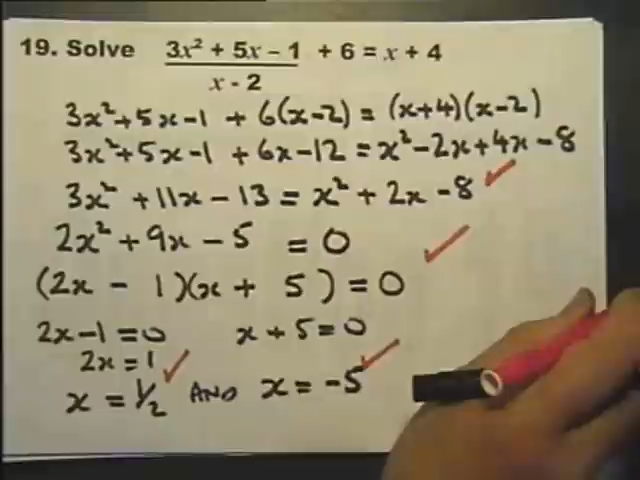 19. Solve 3x² + 5x - 1 + 6 = x + 4
x - 2
3x² + 5x - 1 + 6(x - 2) = (x + 4)(x - 2)
3x² + 5x - 1 + 6x - 12 = x² - 2x + 4x - 8
3x² + 11x - 13 = x² + 2x - 8
2x² + 9x - 5 = 0
(2x - 1)(x + 5) = 0
2x - 1 = 0 x + 5 = 0
2x = 1
x = 1/2 AND x = -5